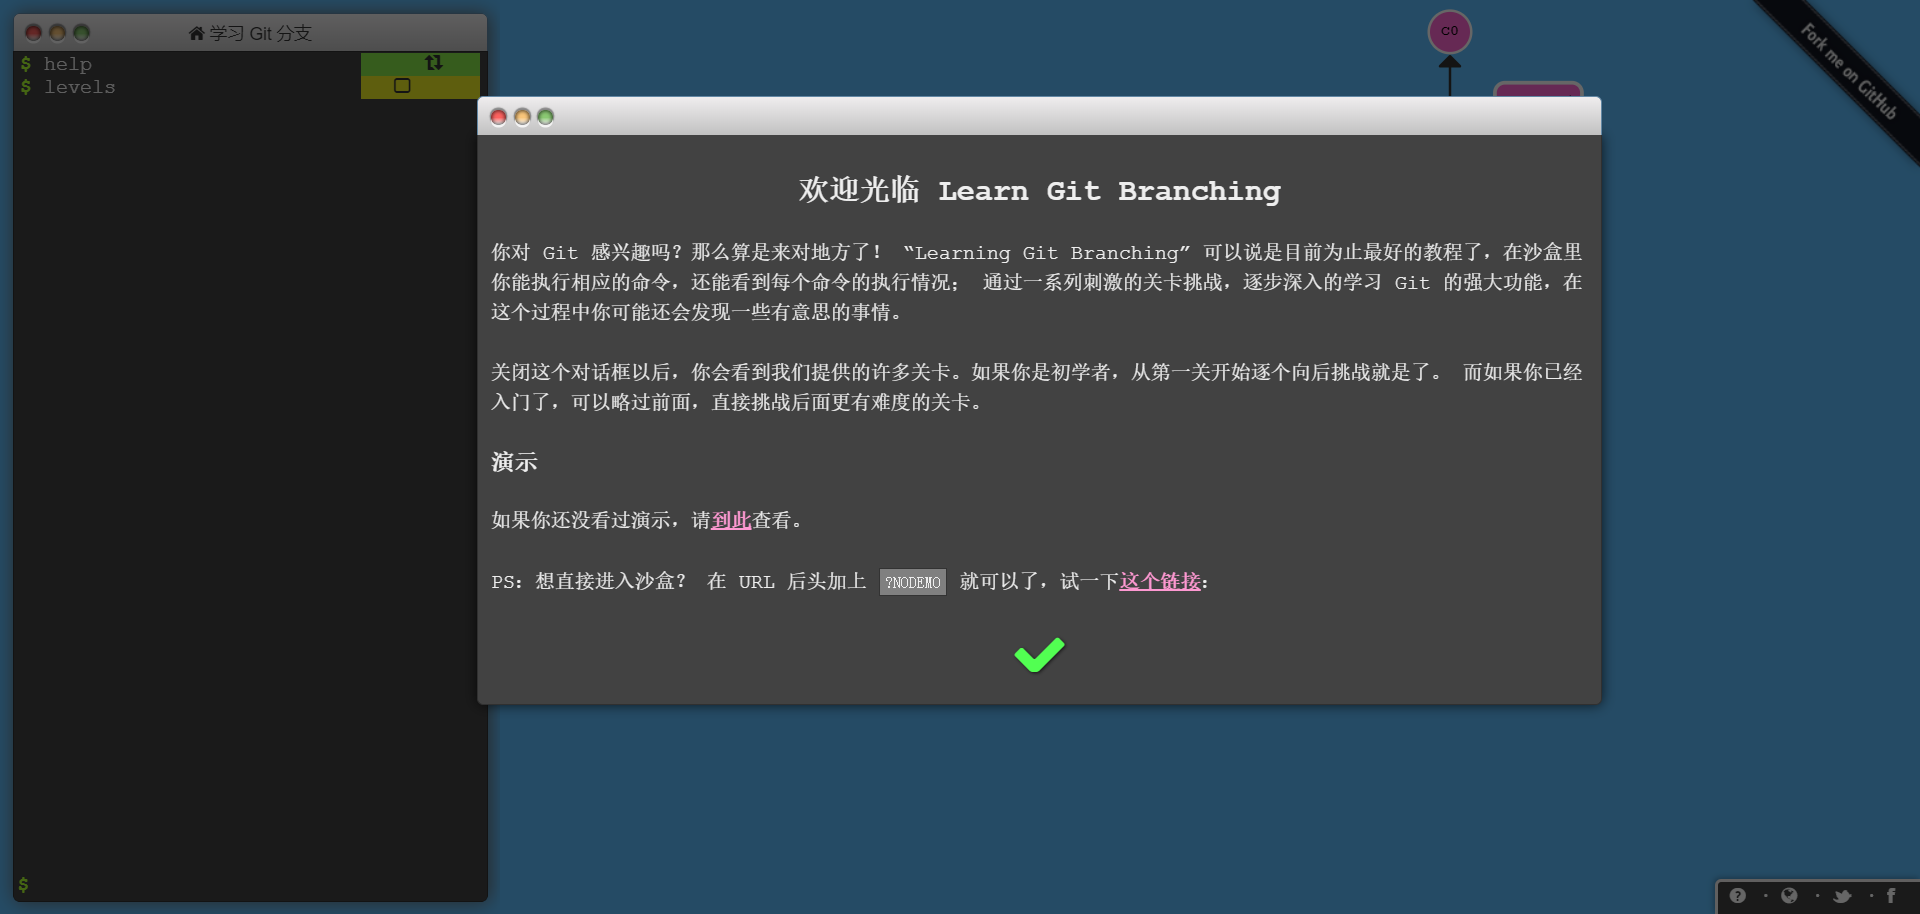 学习 Git 分支
$ help
$ levels
$
C0
Fork me on GitHub
欢迎光临 Learn Git Branching
你对 Git 感兴趣吗？那么算是来对地方了！ “Learning Git Branching” 可以说是目前为止最好的教程了，在沙盒里
你能执行相应的命令，还能看到每个命令的执行情况； 通过一系列刺激的关卡挑战，逐步深入的学习 Git 的强大功能，在
这个过程中你可能还会发现一些有意思的事情。
关闭这个对话框以后，你会看到我们提供的许多关卡。如果你是初学者，从第一关开始逐个向后挑战就是了。 而如果你已经
入门了，可以略过前面，直接挑战后面更有难度的关卡。
演示
如果你还没看过演示，请到此查看。
PS：想直接进入沙盒？ 在 URL 后头加上 ?NODEMO 就可以了，试一下这个链接：